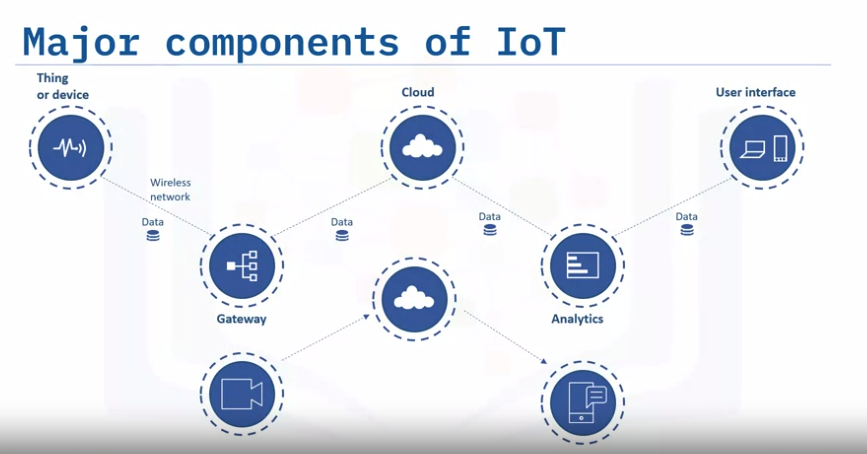 Major components of IoT
Thing
or device
Cloud
User interface
Wireless
network
Data
Data
Data
Data
Gateway
Analytics